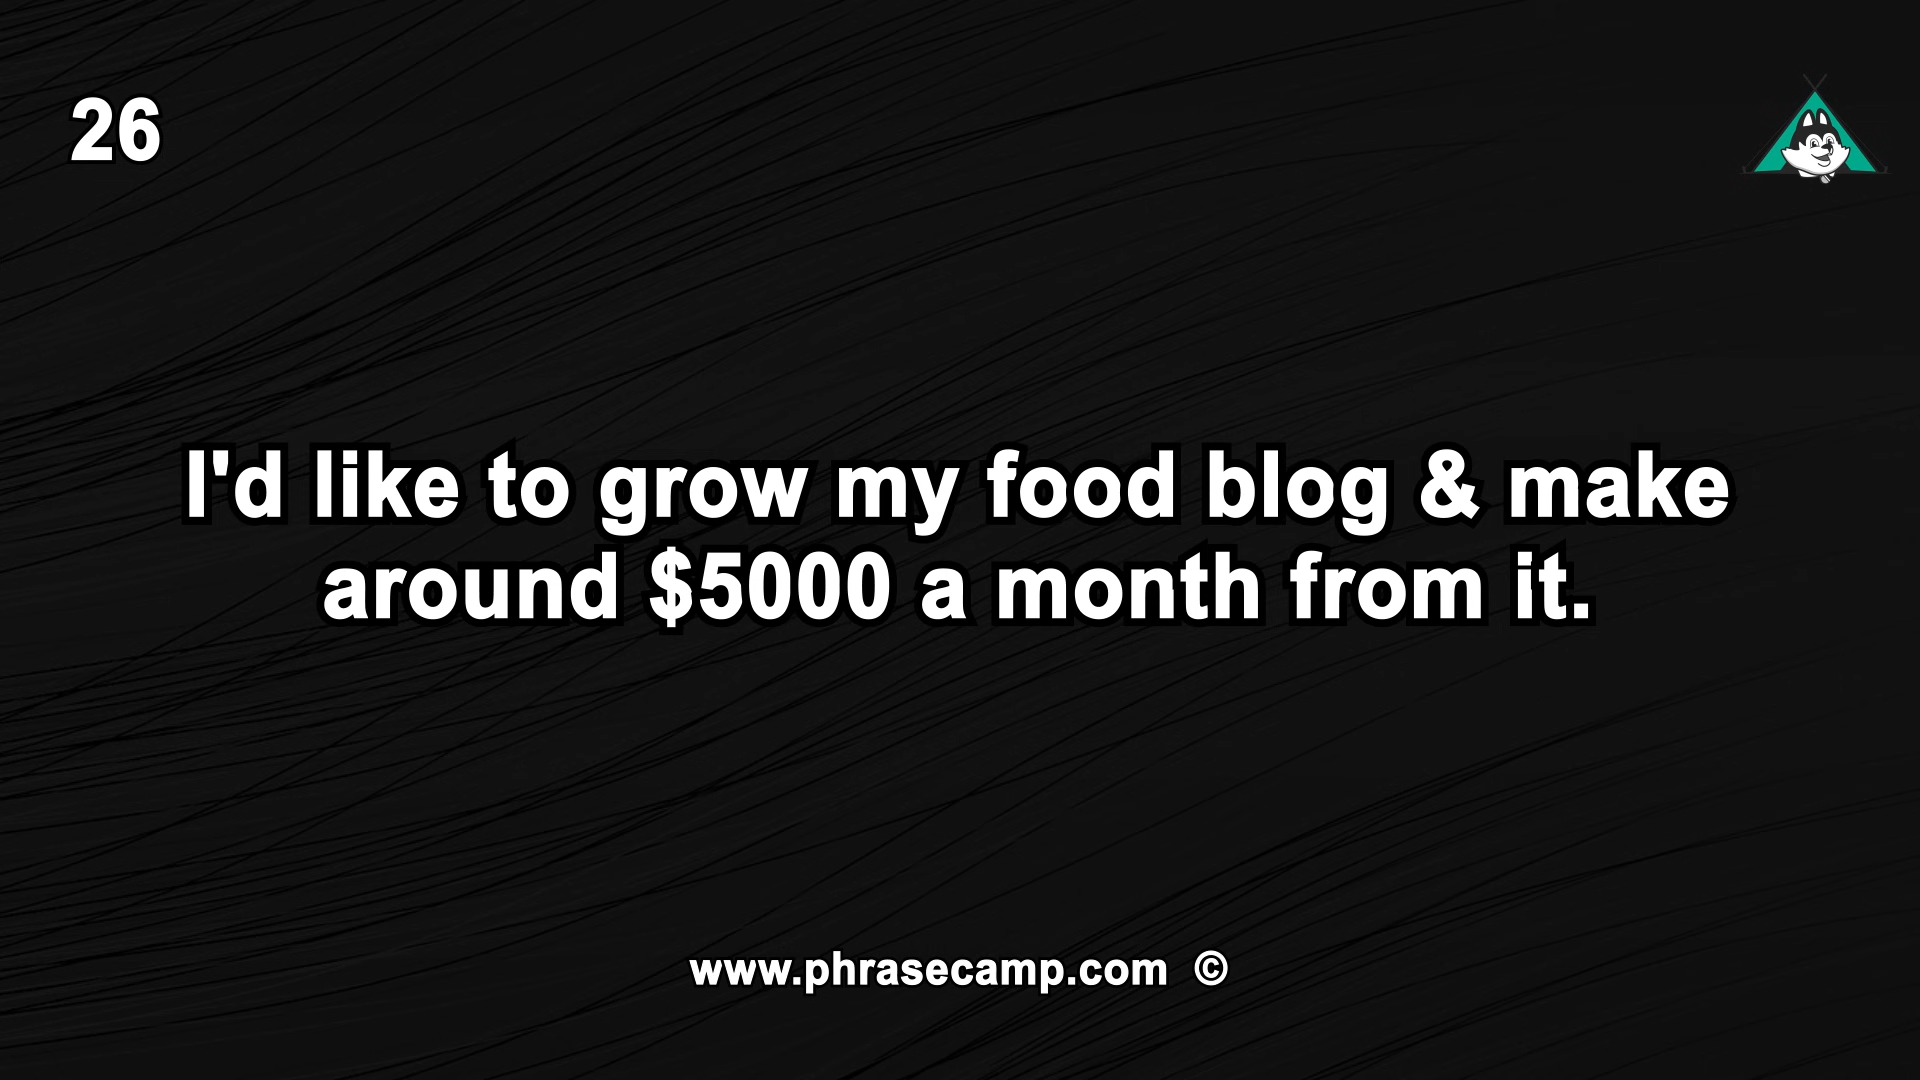 26
I'd like to grow my food blog & make
around $5000 a month from it.
www.phrasecamp.com ©